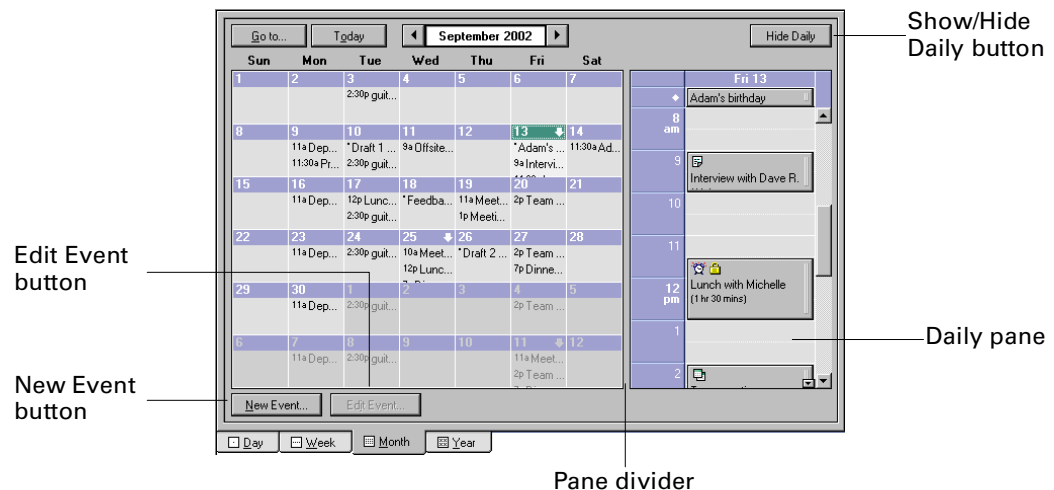 Show/Hide
Daily button
Go to...
Today
September 2002
Hide Daily
Sun Mon Tue Wed Thu Fri Sat
Fri 13
1 2 3 4 5 6 7
2:30p guit...
Adam's birthday
8 am
8 9 10 11 12 13 14
11a Dep... *Draft 1 ... 9a Offsite... *Adam's ... 11:30a Ad...
11:30a Pr... 2:30p guit... 9a Intervi...
9
Interview with Dave R.
15 16 17 18 19 20 21
11a Dep... 12p Lunc... *Feedba... 11a Meet... 2p Team ...
2:30p guit... 1p Meeti...
10
22 23 24 25 26 27 28
11a Dep... 2:30p guit... 10a Meet... *Draft 2 ... 2p Team ...
12p Lunc... 7p Dinne...
11
Edit Event
button
Lunch with Michelle
12 pm
(1 hr 30 mins)
29 30 1 2 3 4 5
11a Dep... 2:30p guit... 2p Team ...
1
Daily pane
6 7 8 9 10 11 12
11a Dep... 2:30p guit... 11a Meet...
2p Team ...
2
New Event
button
New Event...
Edit Event...
Day
Week
Month
Year
Pane divider